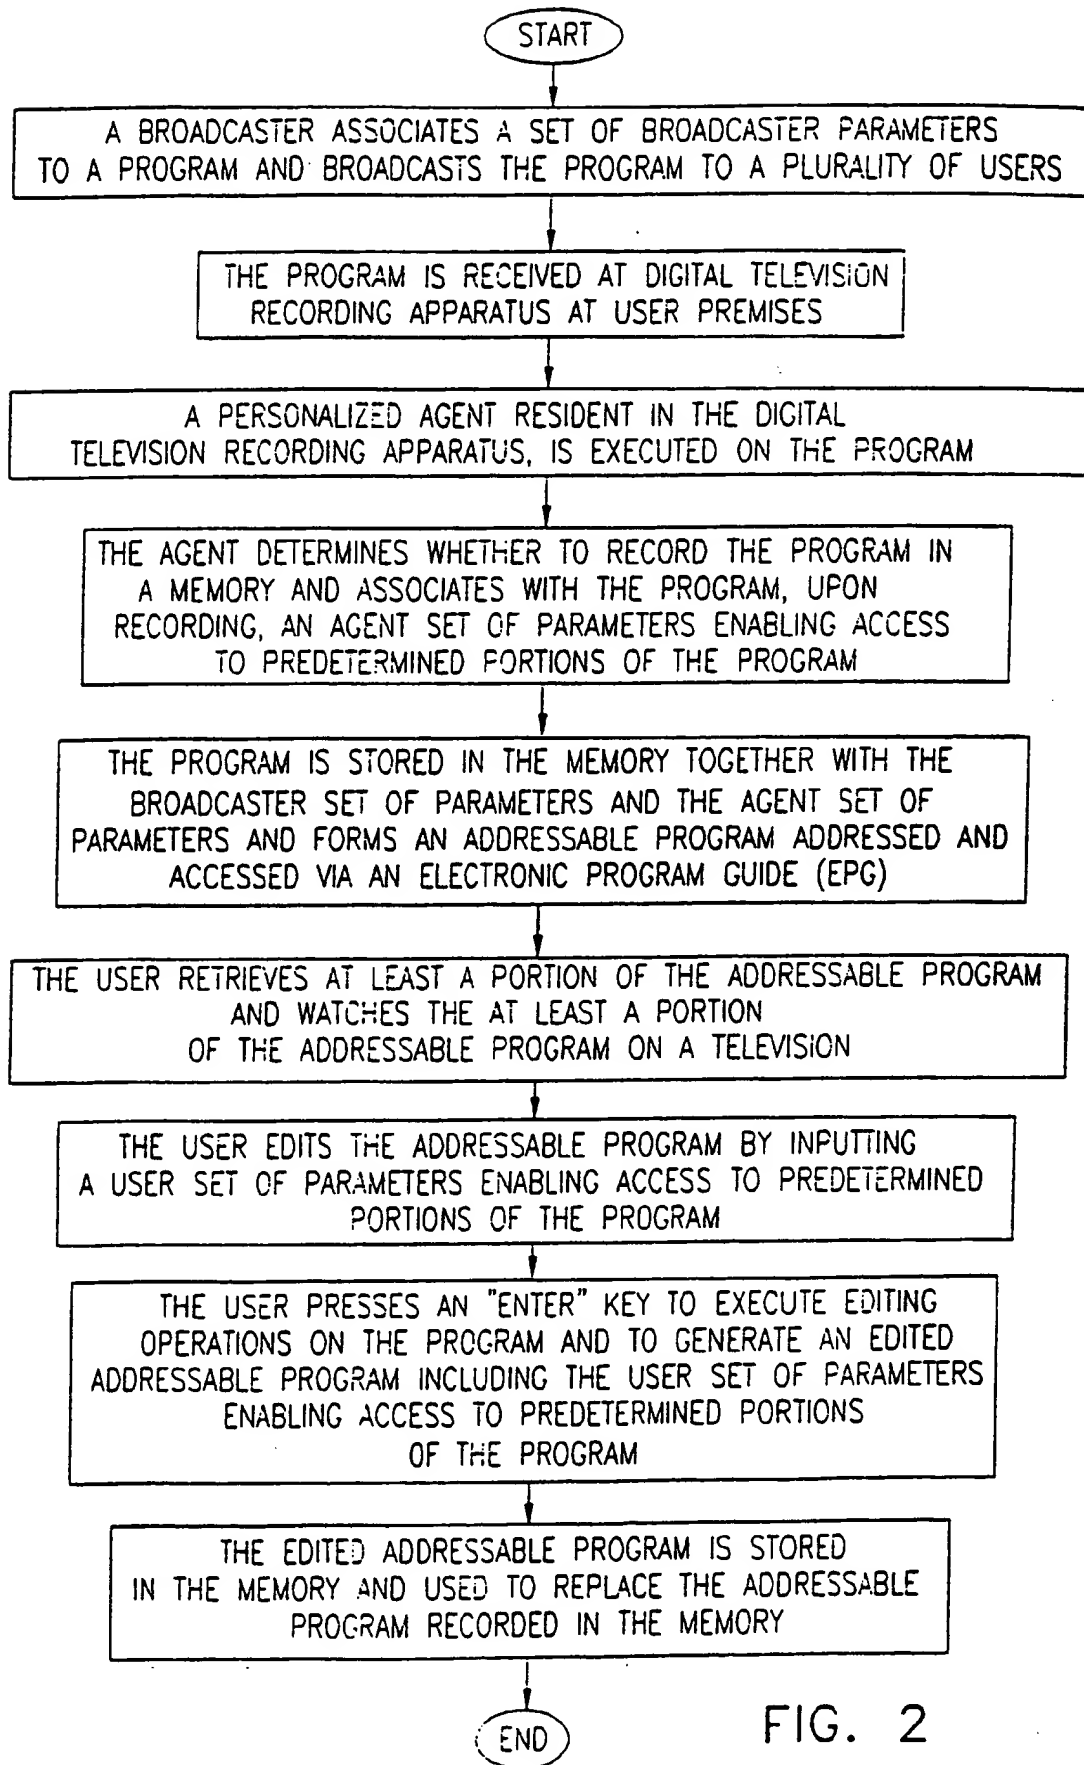 START
A BROADCASTER ASSOCIATES A SET OF BROADCASTER PARAMETERS
TO A PROGRAM AND BROADCASTS THE PROGRAM TO A PLURALITY OF USERS
THE PROGRAM IS RECEIVED AT DIGITAL TELEVISION
RECORDING APPARATUS AT USER PREMISES
A PERSONALIZED AGENT RESIDENT IN THE DIGITAL
TELEVISION RECORDING APPARATUS, IS EXECUTED ON THE PROGRAM
THE AGENT DETERMINES WHETHER TO RECORD THE PROGRAM IN
A MEMORY AND ASSOCIATES WITH THE PROGRAM, UPON
RECORDING, AN AGENT SET OF PARAMETERS ENABLING ACCESS
TO PREDETERMINED PORTIONS OF THE PROGRAM
THE PROGRAM IS STORED IN THE MEMORY TOGETHER WITH THE
BROADCASTER SET OF PARAMETERS AND THE AGENT SET OF
PARAMETERS AND FORMS AN ADDRESSABLE PROGRAM ADDRESSED AND
ACCESSED VIA AN ELECTRONIC PROGRAM GUIDE (EPG)
THE USER RETRIEVES AT LEAST A PORTION OF THE ADDRESSABLE PROGRAM
AND WATCHES THE AT LEAST A PORTION
OF THE ADDRESSABLE PROGRAM ON A TELEVISION
THE USER EDITS THE ADDRESSABLE PROGRAM BY INPUTTING
A USER SET OF PARAMETERS ENABLING ACCESS TO PREDETERMINED
PORTIONS OF THE PROGRAM
THE USER PRESSES AN "ENTER" KEY TO EXECUTE EDITING
OPERATIONS ON THE PROGRAM AND TO GENERATE AN EDITED
ADDRESSABLE PROGRAM INCLUDING THE USER SET OF PARAMETERS
ENABLING ACCESS TO PREDETERMINED PORTIONS
OF THE PROGRAM
THE EDITED ADDRESSABLE PROGRAM IS STORED
IN THE MEMORY AND USED TO REPLACE THE ADDRESSABLE
PROGRAM RECORDED IN THE MEMORY
END
FIG. 2